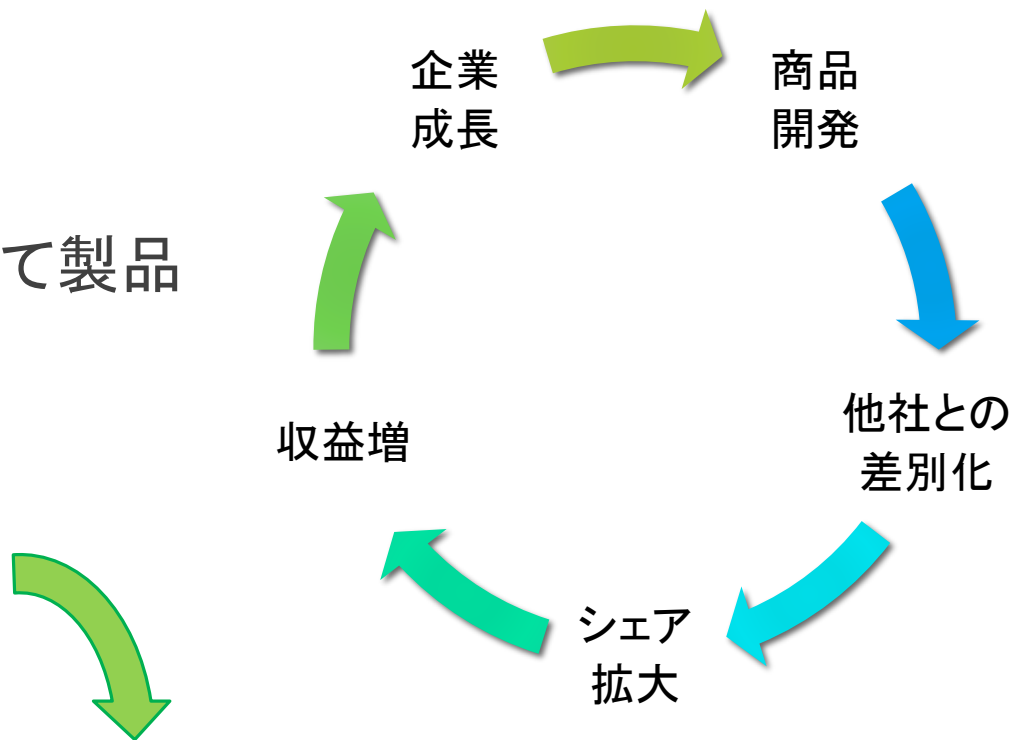 企業
成長
商品
開発
て製品
他社との
差別化
収益増
シェア
拡大